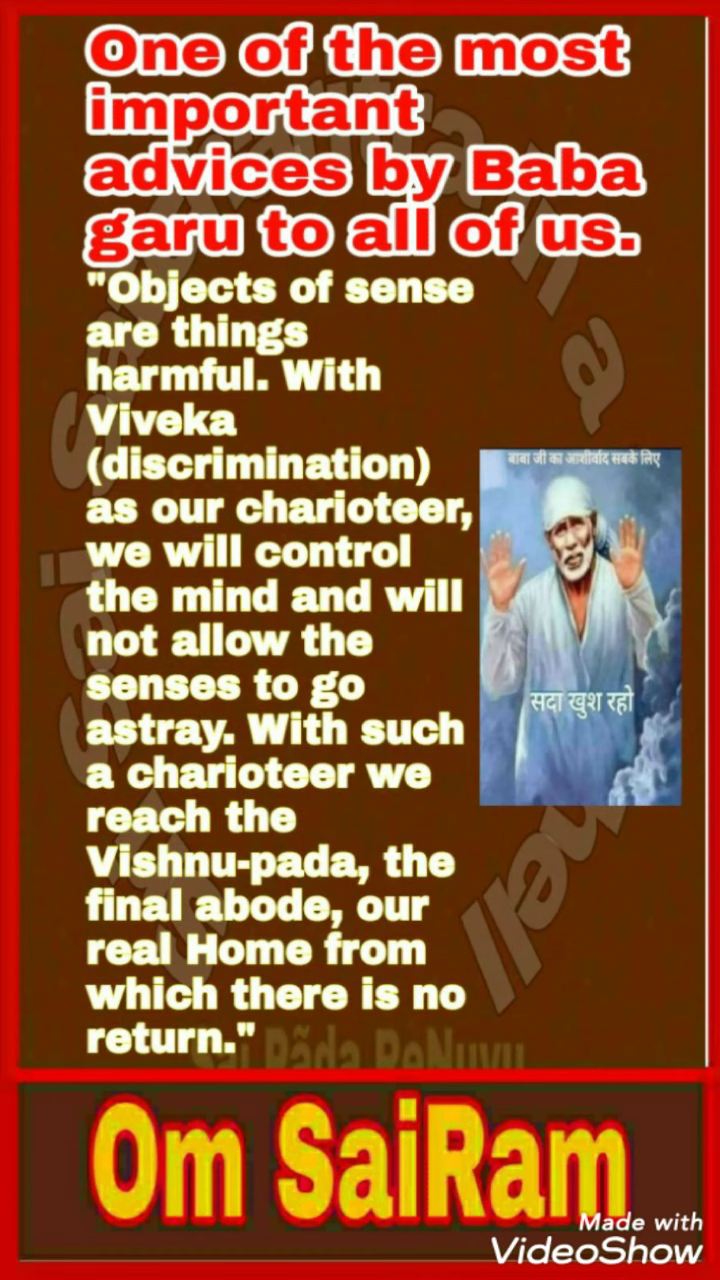 One of the most
important
advices by Baba
garu to all of us.
"Objects of sense
are things
harmful. With
Viveka
(discrimination)
as our charioteer,
we will control
the mind and will
not allow the
senses to go
astray. With such
a charioteer we
reach the
Vishnu-pada, the
final abode, our
real Home from
which there is no
return."
बाबा जी का आशीर्वाद सबके लिए
सदा खुश रहो
Sai Pãda ReNuvu
Om SaiRam
Made with
VideoShow